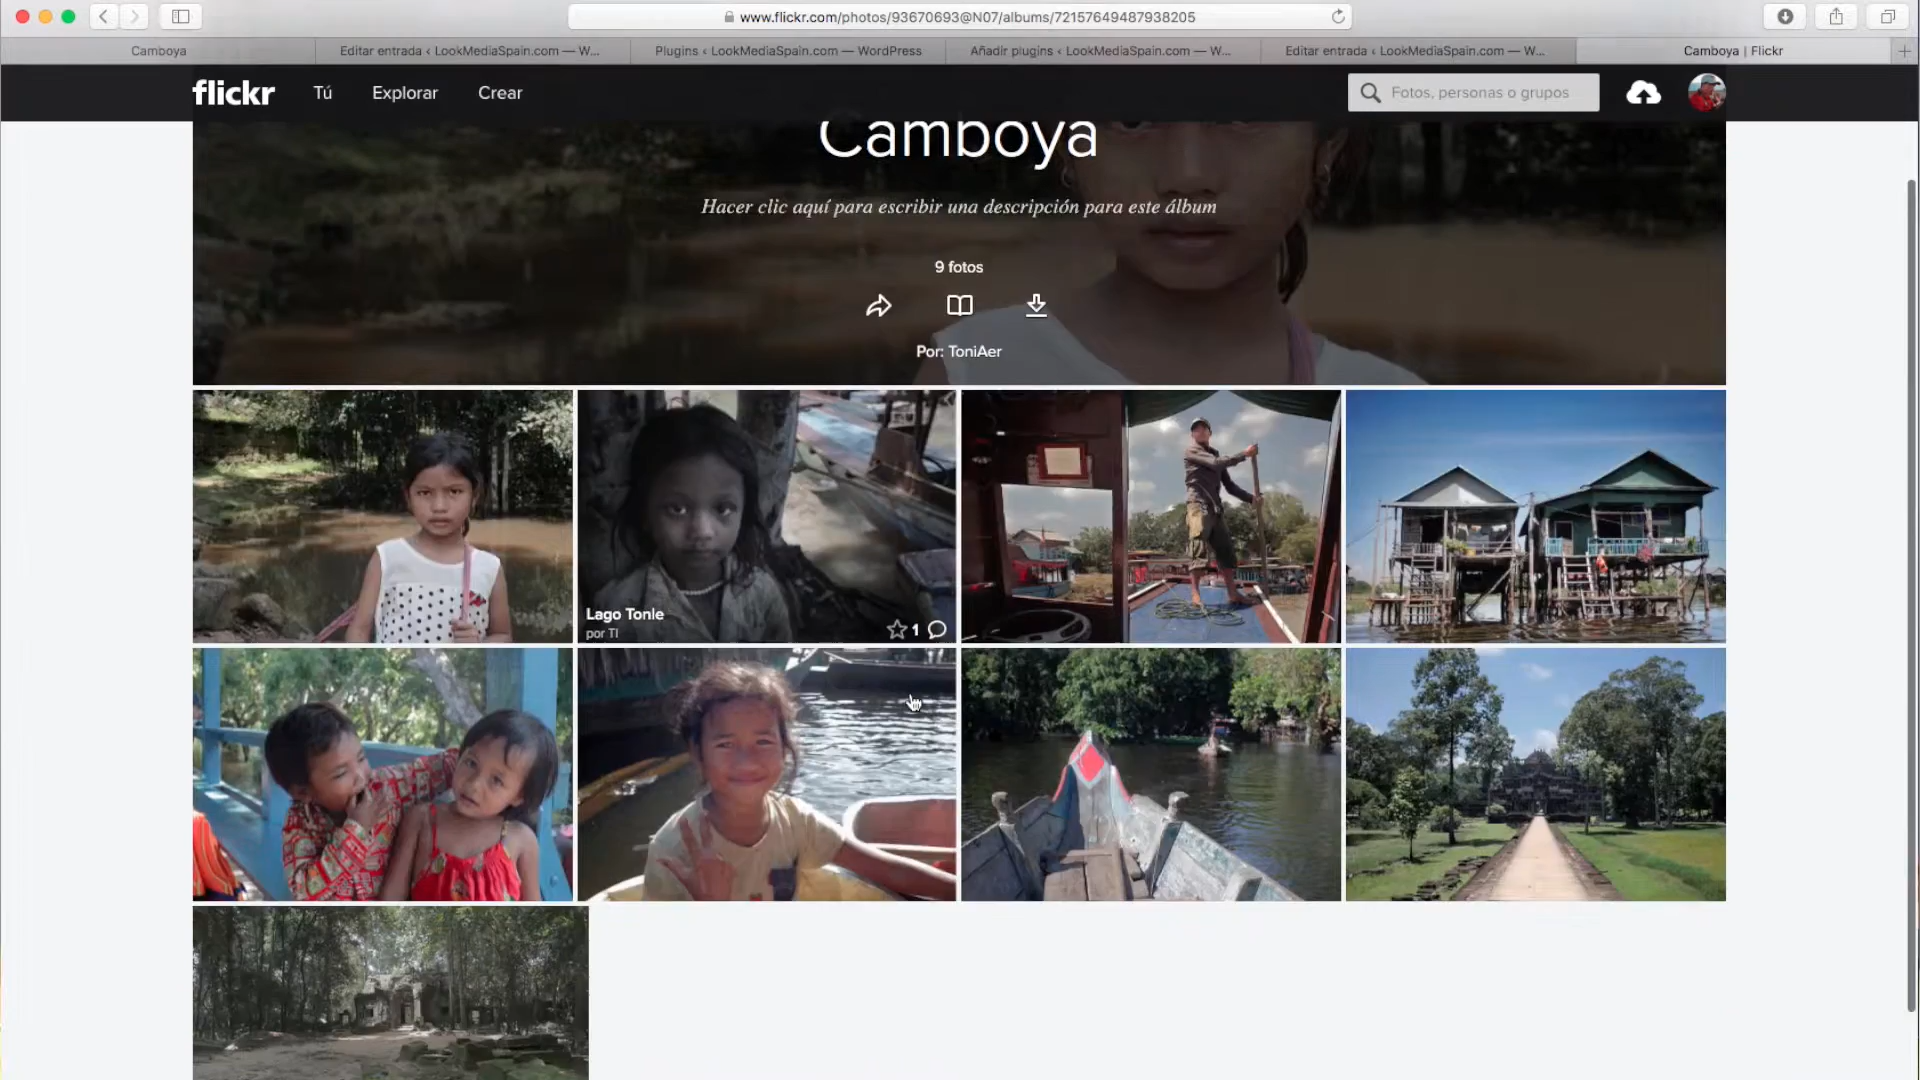 www.flickr.com/photos/93670693@N07/albums/72157649487938205
Camboya
Editar entrada ‹ LookMediaSpain.com — W...
Plugins ‹ LookMediaSpain.com — WordPress
Añadir plugins ‹ LookMediaSpain.com — W...
Editar entrada ‹ LookMediaSpain.com — W...
Camboya | Flickr
flickr
Tú
Explorar
Crear
Fotos, personas o grupos
Camboya
Hacer clic aquí para escribir una descripción para este álbum
9 fotos
Por: ToniAer
Lago Tonle
por TI
1